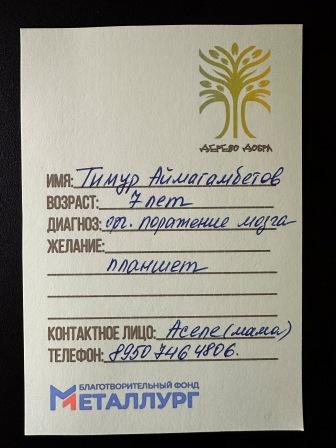 ДЕРЕВО ДОБРА
ИМЯ: Тимур Аймагамбетов
ВОЗРАСТ: 7 лет
ДИАГНОЗ: ор. поражение мозга
ЖЕЛАНИЕ:
планшет
КОНТАКТНОЕ ЛИЦО: Аселе (мама)
ТЕЛЕФОН: 8950 746 4806.
БЛАГОТВОРИТЕЛЬНЫЙ ФОНД
МЕТАЛЛУРГ